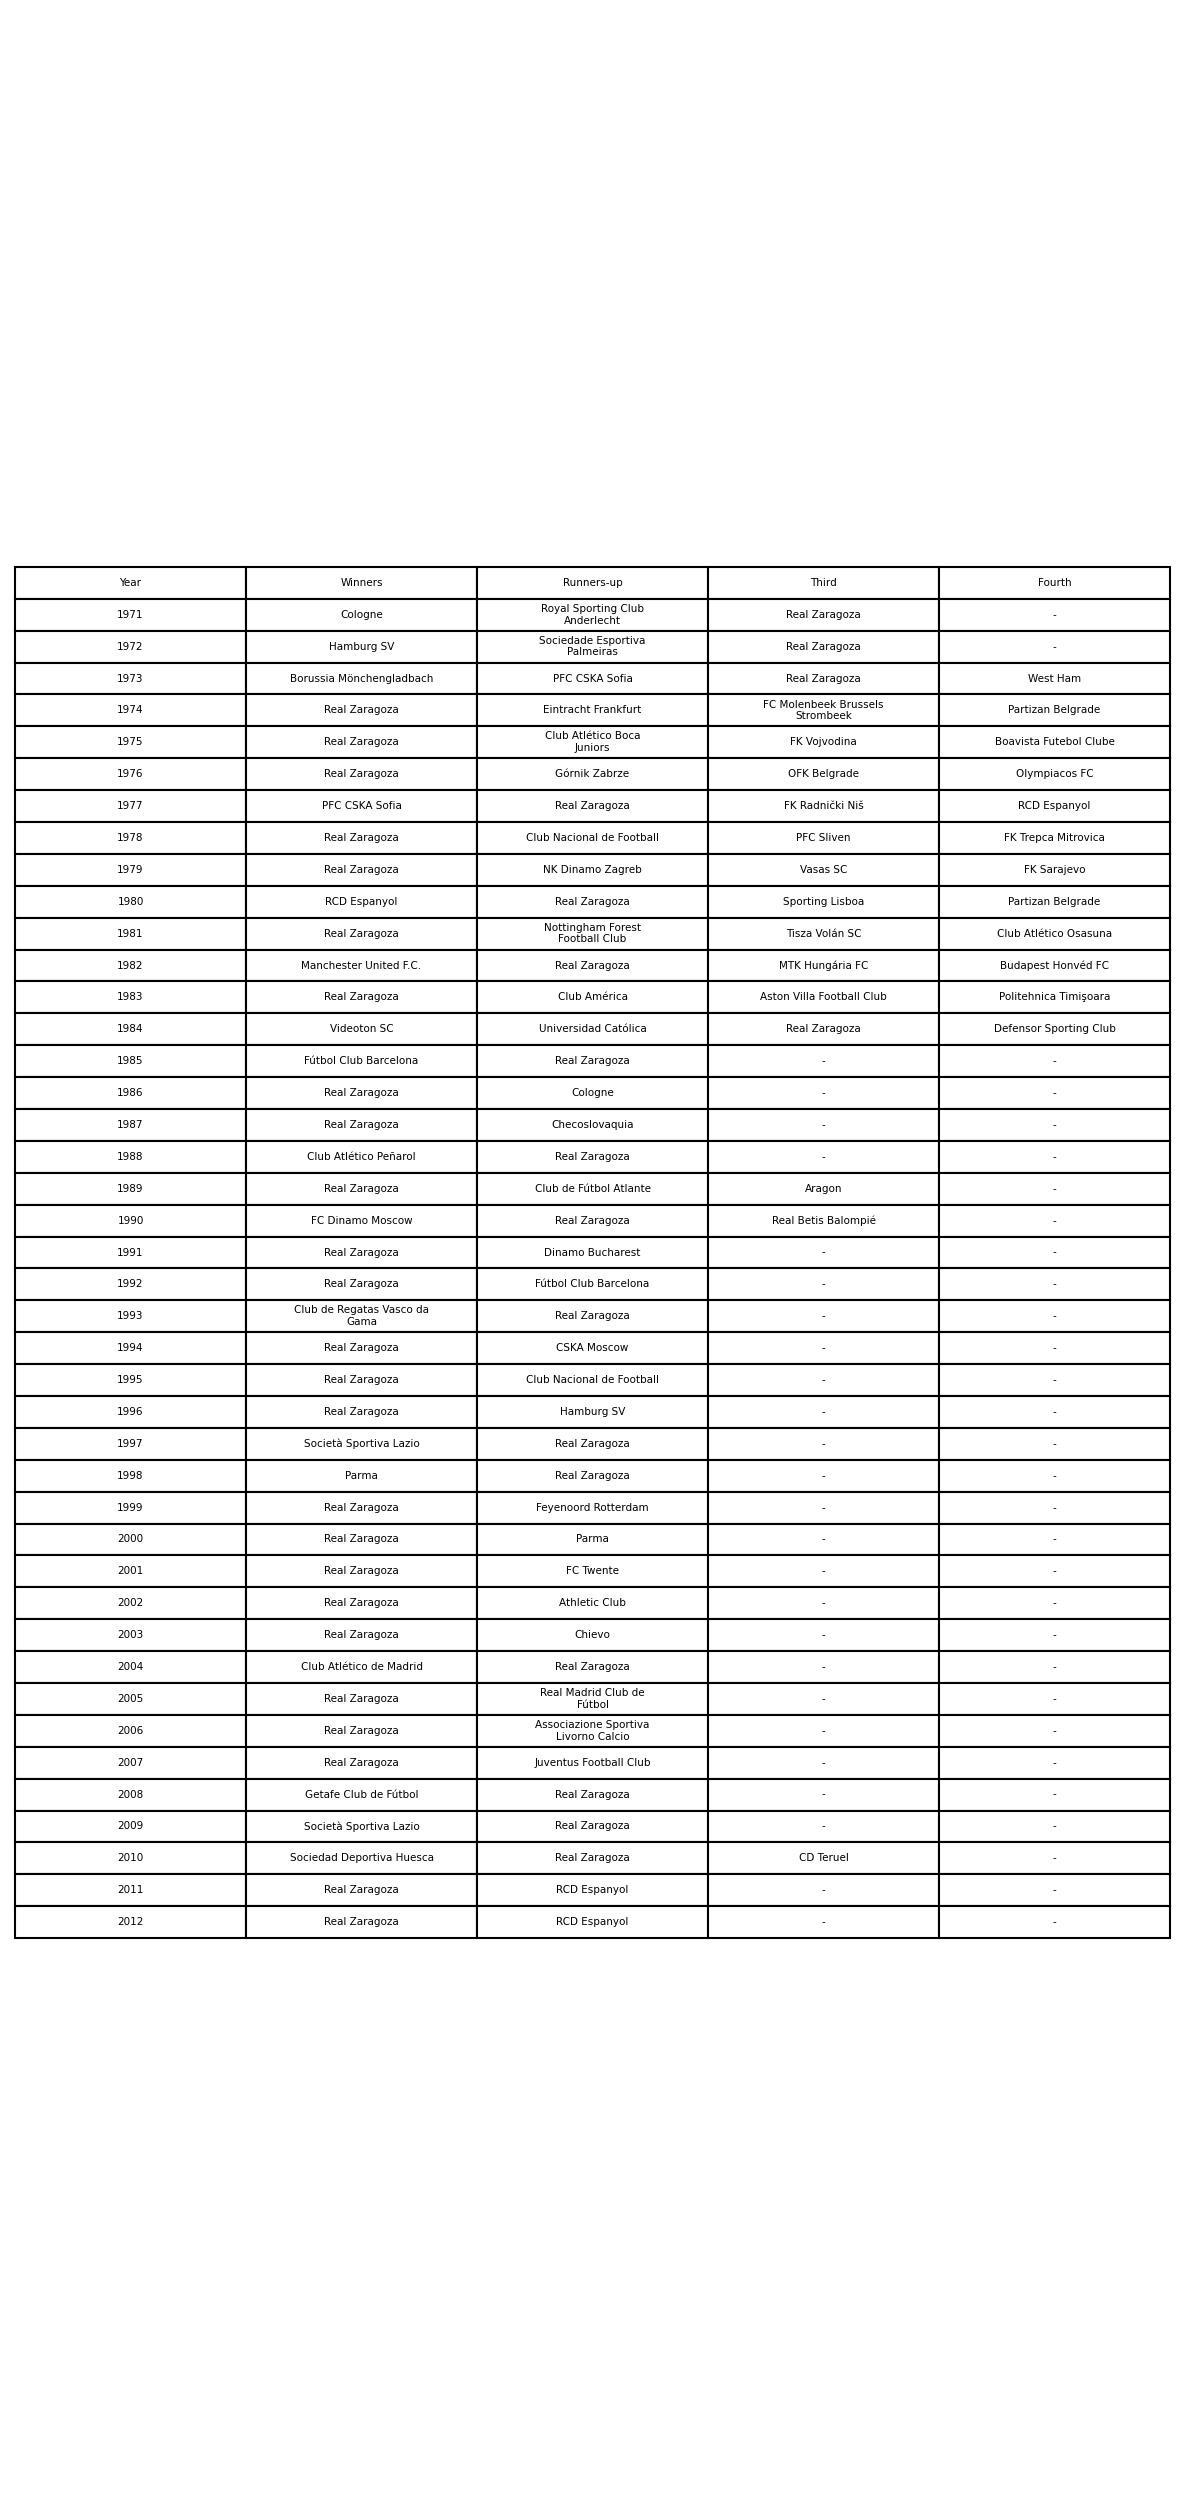 Year Winners Runners-up Third Fourth
1971 Cologne Royal Sporting Club Anderlecht Real Zaragoza -
1972 Hamburg SV Sociedade Esportiva Palmeiras Real Zaragoza -
1973 Borussia Mönchengladbach PFC CSKA Sofia Real Zaragoza West Ham
1974 Real Zaragoza Eintracht Frankfurt FC Molenbeek Brussels Strombeek Partizan Belgrade
1975 Real Zaragoza Club Atlético Boca Juniors FK Vojvodina Boavista Futebol Clube
1976 Real Zaragoza Górnik Zabrze OFK Belgrade Olympiacos FC
1977 PFC CSKA Sofia Real Zaragoza FK Radnički Niš RCD Espanyol
1978 Real Zaragoza Club Nacional de Football PFC Sliven FK Trepca Mitrovica
1979 Real Zaragoza NK Dinamo Zagreb Vasas SC FK Sarajevo
1980 RCD Espanyol Real Zaragoza Sporting Lisboa Partizan Belgrade
1981 Real Zaragoza Nottingham Forest Football Club Tisza Volán SC Club Atlético Osasuna
1982 Manchester United F.C. Real Zaragoza MTK Hungária FC Budapest Honvéd FC
1983 Real Zaragoza Club América Aston Villa Football Club Politehnica Timişoara
1984 Videoton SC Universidad Católica Real Zaragoza Defensor Sporting Club
1985 Fútbol Club Barcelona Real Zaragoza - -
1986 Real Zaragoza Cologne - -
1987 Real Zaragoza Checoslovaquia - -
1988 Club Atlético Peñarol Real Zaragoza - -
1989 Real Zaragoza Club de Fútbol Atlante Aragon -
1990 FC Dinamo Moscow Real Zaragoza Real Betis Balompié -
1991 Real Zaragoza Dinamo Bucharest - -
1992 Real Zaragoza Fútbol Club Barcelona - -
1993 Club de Regatas Vasco da Gama Real Zaragoza - -
1994 Real Zaragoza CSKA Moscow - -
1995 Real Zaragoza Club Nacional de Football - -
1996 Real Zaragoza Hamburg SV - -
1997 Società Sportiva Lazio Real Zaragoza - -
1998 Parma Real Zaragoza - -
1999 Real Zaragoza Feyenoord Rotterdam - -
2000 Real Zaragoza Parma - -
2001 Real Zaragoza FC Twente - -
2002 Real Zaragoza Athletic Club - -
2003 Real Zaragoza Chievo - -
2004 Club Atlético de Madrid Real Zaragoza - -
2005 Real Zaragoza Real Madrid Club de Fútbol - -
2006 Real Zaragoza Associazione Sportiva Livorno Calcio - -
2007 Real Zaragoza Juventus Football Club - -
2008 Getafe Club de Fútbol Real Zaragoza - -
2009 Società Sportiva Lazio Real Zaragoza - -
2010 Sociedad Deportiva Huesca Real Zaragoza CD Teruel -
2011 Real Zaragoza RCD Espanyol - -
2012 Real Zaragoza RCD Espanyol - -